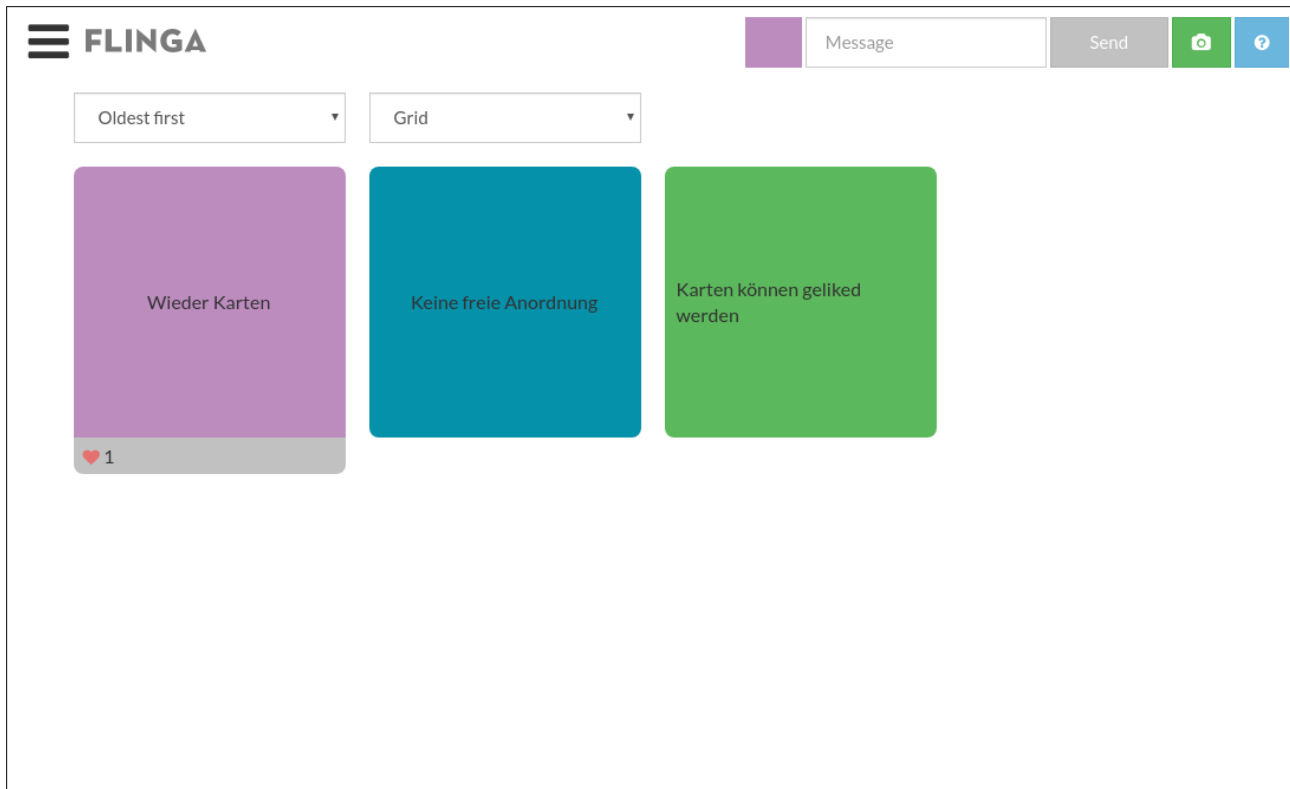 FLINGA
Message
Send
Oldest first
Grid
Wieder Karten
Keine freie Anordnung
Karten können geliked
werden
1